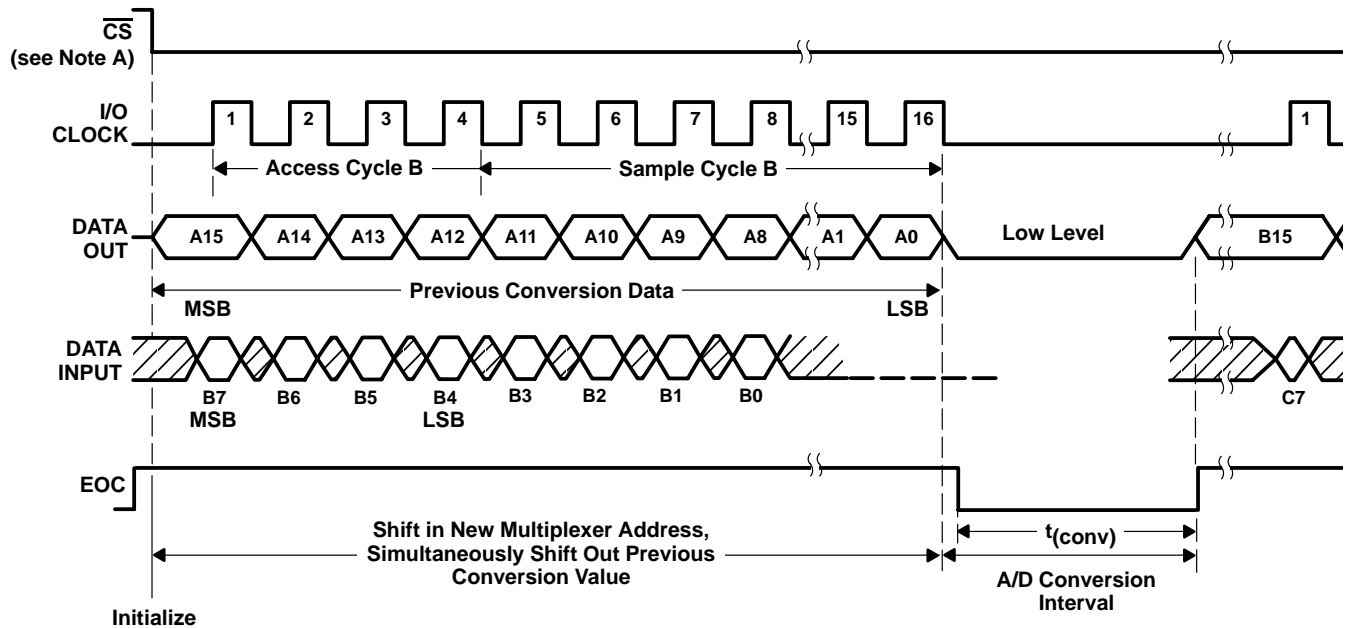 CS
(see Note A)
I/O
CLOCK
1 2 3 4 5 6 7 8 15 16 1
Access Cycle B Sample Cycle B
DATA
OUT
A15 A14 A13 A12 A11 A10 A9 A8 A1 A0 Low Level B15
Previous Conversion Data
MSB LSB
DATA
INPUT
B7 B6 B5 B4 B3 B2 B1 B0 C7
MSB LSB
EOC
Shift in New Multiplexer Address,
Simultaneously Shift Out Previous
Conversion Value
t(conv)
A/D Conversion
Interval
Initialize